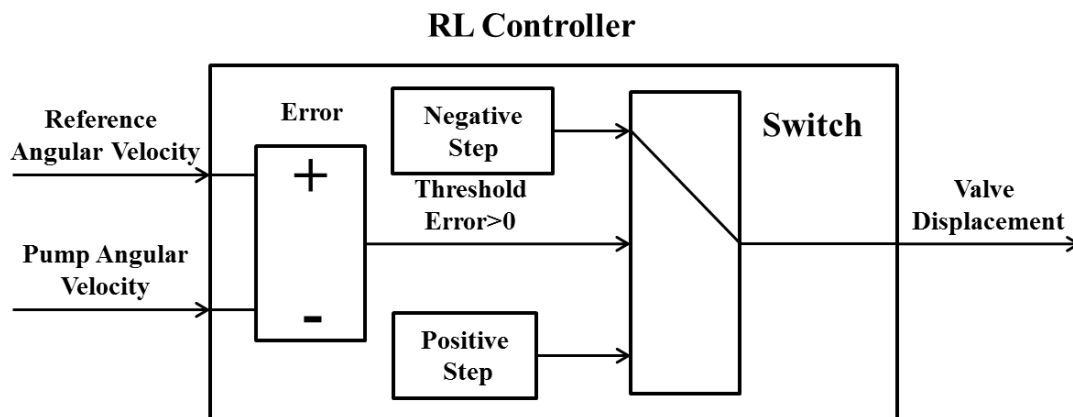 RL Controller
Reference
Angular Velocity
Error
+
-
Negative
Step
Switch
Threshold
Error>0
Valve
Displacement
Pump Angular
Velocity
Positive
Step